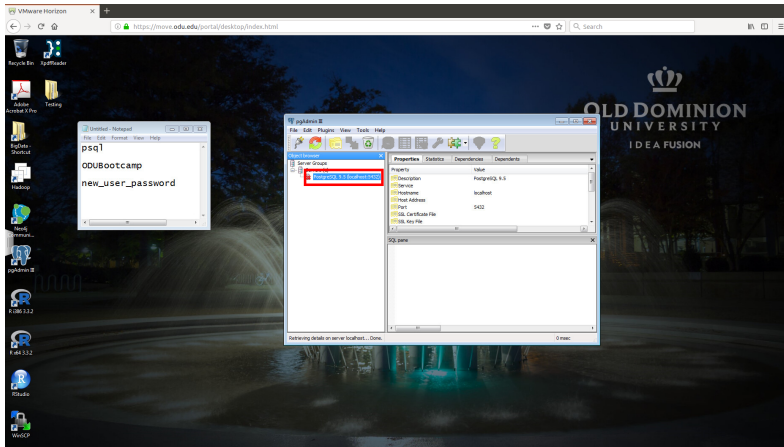 VMware Horizon
https://move.odu.edu/portal/desktop/index.html
Search
Recycle Bin
XpdfReader
Adobe
Acrobat X Pro
Testing
BigData -
Shortcut
Hadoop
Neo4j
Communi...
pgAdmin III
R i386 3.3.2
R x64 3.3.2
RStudio
WinSCP
Untitled - Notepad
File Edit Format View Help
psql
ODUBootcamp
new_user_password
pgAdmin III
File Edit Plugins View Tools Help
Object browser
Server Groups
PostgreSQL 9.5 (localhost:5432)
Properties Statistics Dependencies Dependents
Property Value
Description PostgreSQL 9.5
Service
Hostname localhost
Host Address
Port 5432
SSL Certificate File
SSL Key File
SQL pane
Retrieving details on server localhost... Done.
0 msec
OLD DOMINION
UNIVERSITY
IDEA FUSION